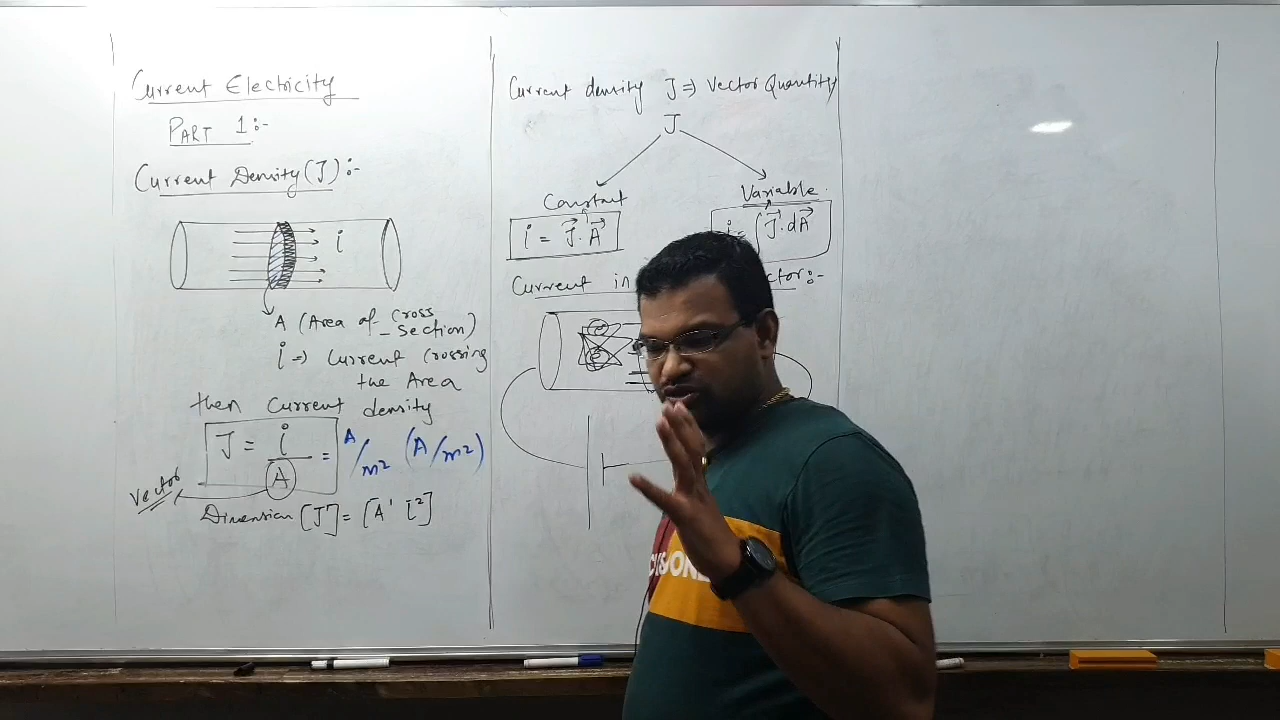 Current Electricity
PART 1:-
Current Density (J) :-
i
A (Area of Cross
Section)
i => Current Crossing
the Area
then Current density
J = i/A = A/m² (A/m²)
Vector
Dimension [J] = [A¹ L⁻²]
Current density J => Vector Quantity
J
Constant
Variable
i = J⃗ . A⃗
i = ∫ J⃗ . dA⃗
Current in
ctor:-